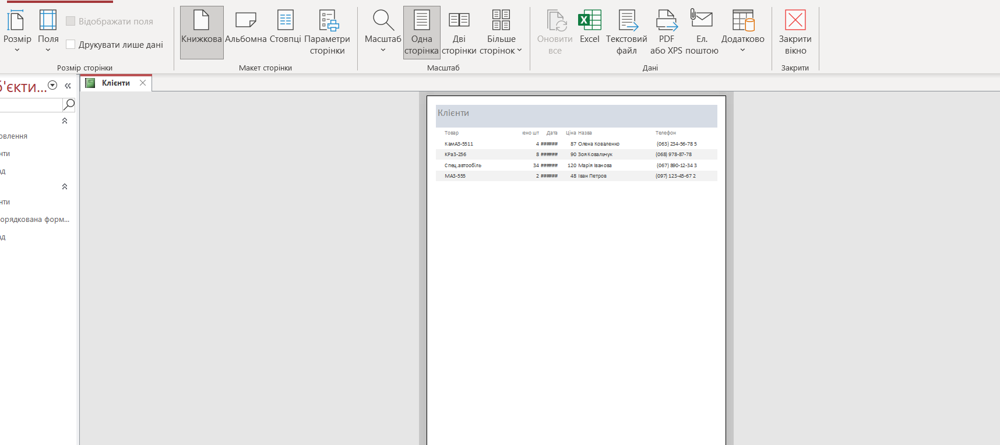 Розмір
Поля
Відображати поля
Друкувати лише дані
Розмір сторінки
Книжкова
Альбомна
Стовпці
Параметри
сторінки
Макет сторінки
Масштаб
Одна
сторінка
Дві
сторінки
Більше
сторінок
Масштаб
Оновити
все
Excel
Текстовий
файл
PDF
або XPS
Ел.
поштою
Додатково
Дані
Закрити
вікно
Закрити
б'єкти...
овлення
нти
ад
нти
орядкована форм...
ад
Клієнти
Клієнти
Товар ено шт Дата Ціна Назва Телефон
КамАЗ-5511 4 ###### 87 Олена Коваленко (063) 234-56-78 5
КРаЗ-256 8 ###### 90 Зоя Ковальчук (068) 978-87-78
Спец.автообіль 34 ###### 120 Марія Іванова (067) 890-12-34 3
МАЗ-555 2 ###### 48 Іван Петров (097) 123-45-67 2